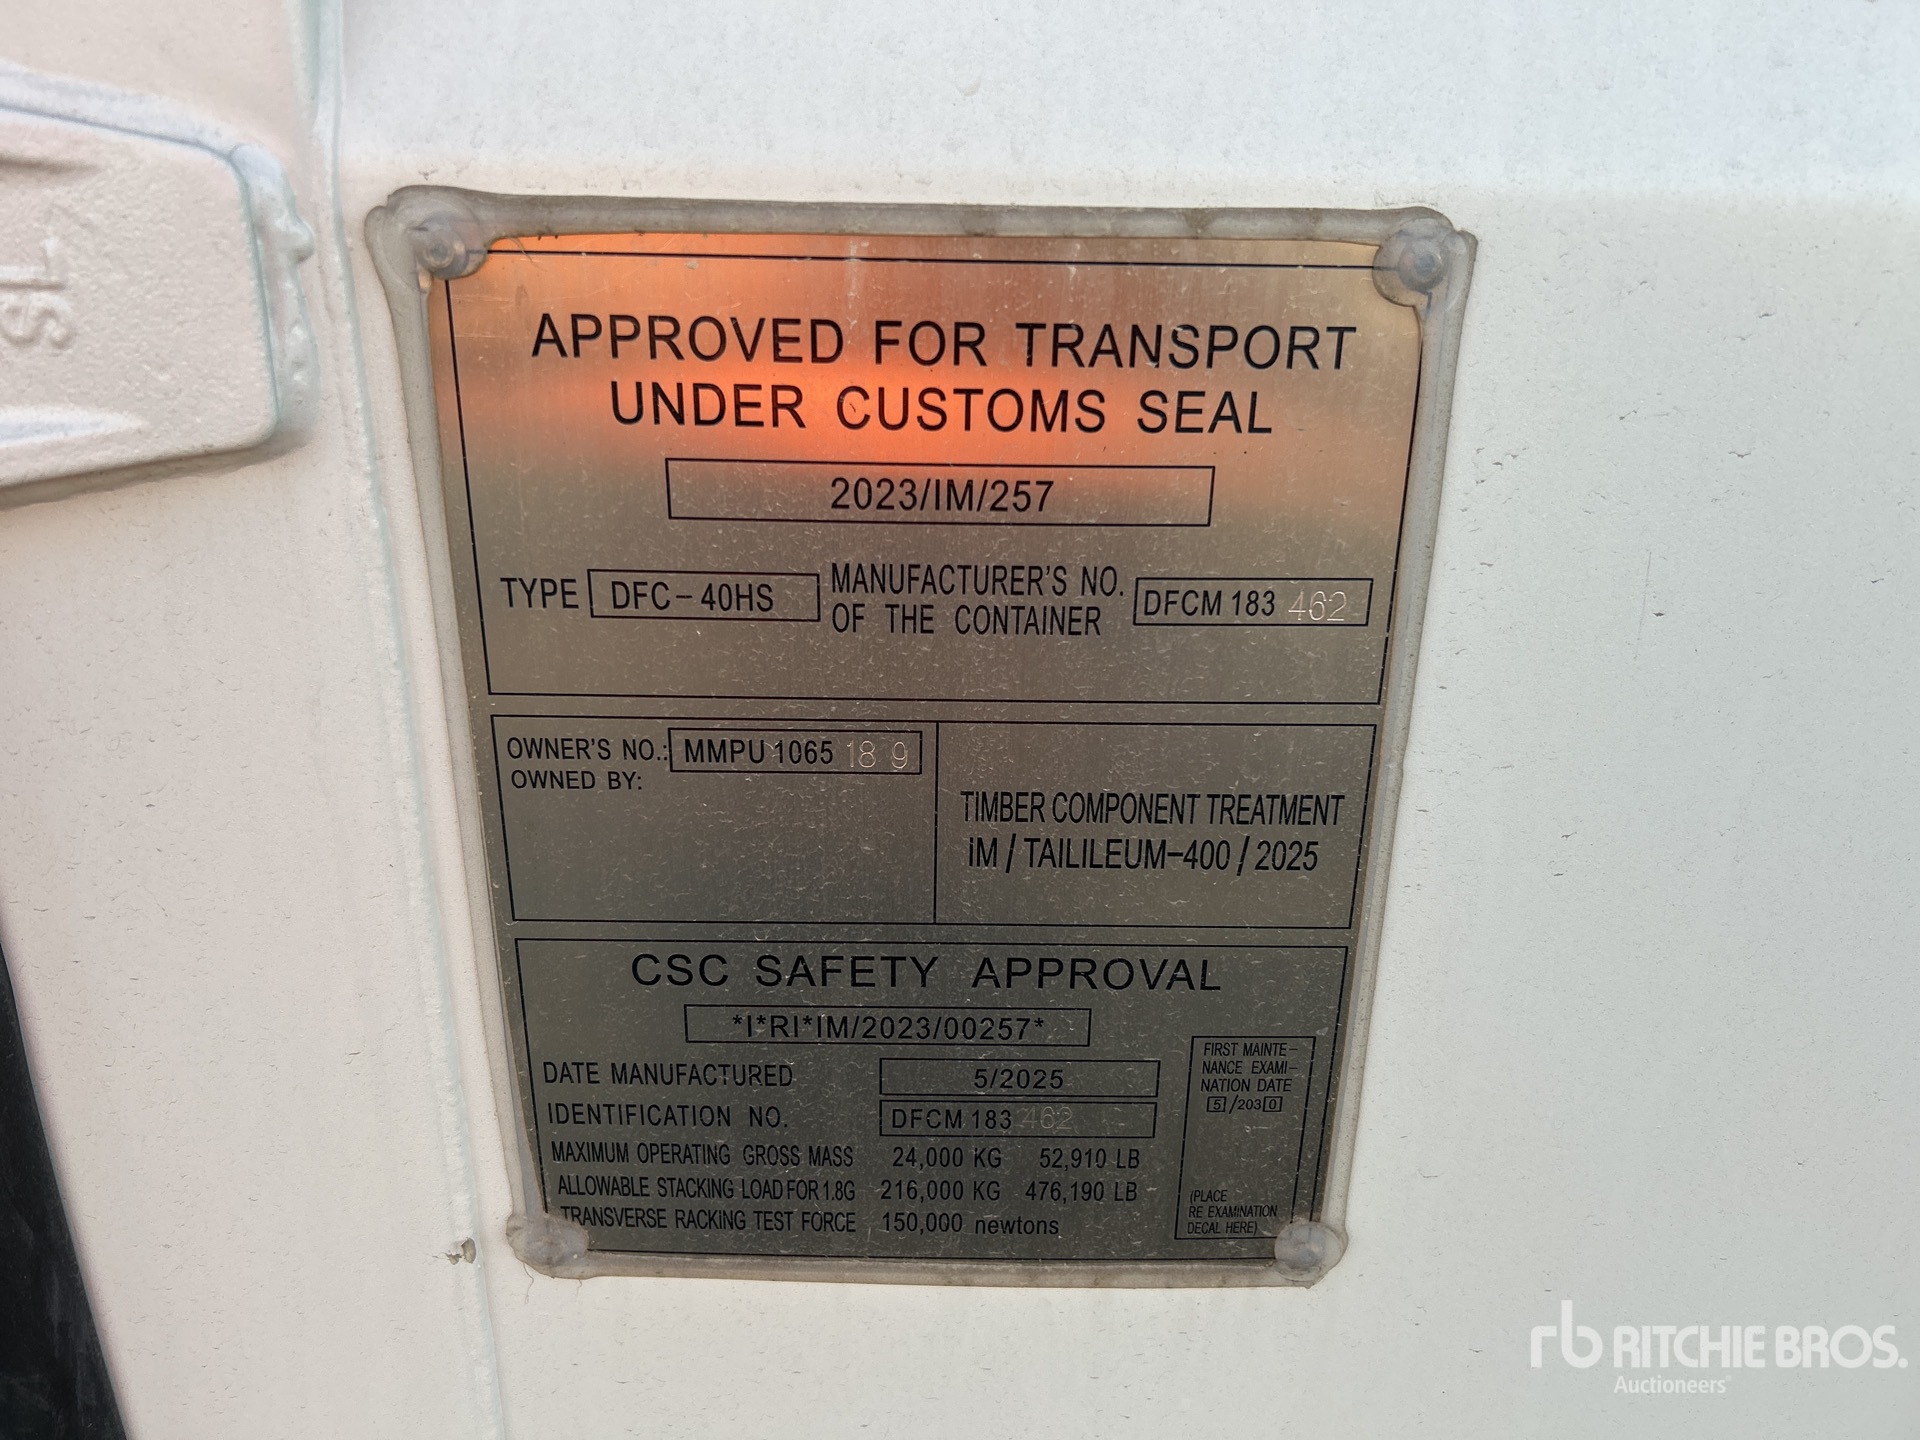 APPROVED FOR TRANSPORT
UNDER CUSTOMS SEAL
2023/IM/257
TYPE DFC-40HS MANUFACTURER'S NO. OF THE CONTAINER DFCM 183 462
OWNER'S NO.: MMPU 1065 18 9
OWNED BY:
TIMBER COMPONENT TREATMENT
IM / TAILILEUM-400 / 2025
CSC SAFETY APPROVAL
*I*RI*IM/2023/00257*
DATE MANUFACTURED 5/2025
IDENTIFICATION NO. DFCM 183 462
MAXIMUM OPERATING GROSS MASS 24,000 KG 52,910 LB
ALLOWABLE STACKING LOAD FOR 1.8G 216,000 KG 476,190 LB
TRANSVERSE RACKING TEST FORCE 150,000 newtons
FIRST MAINTE-
NANCE EXAMI-
NATION DATE
5/2030
(PLACE
RE EXAMINATION
DECAL HERE)
rb RITCHIE BROS.
Auctioneers